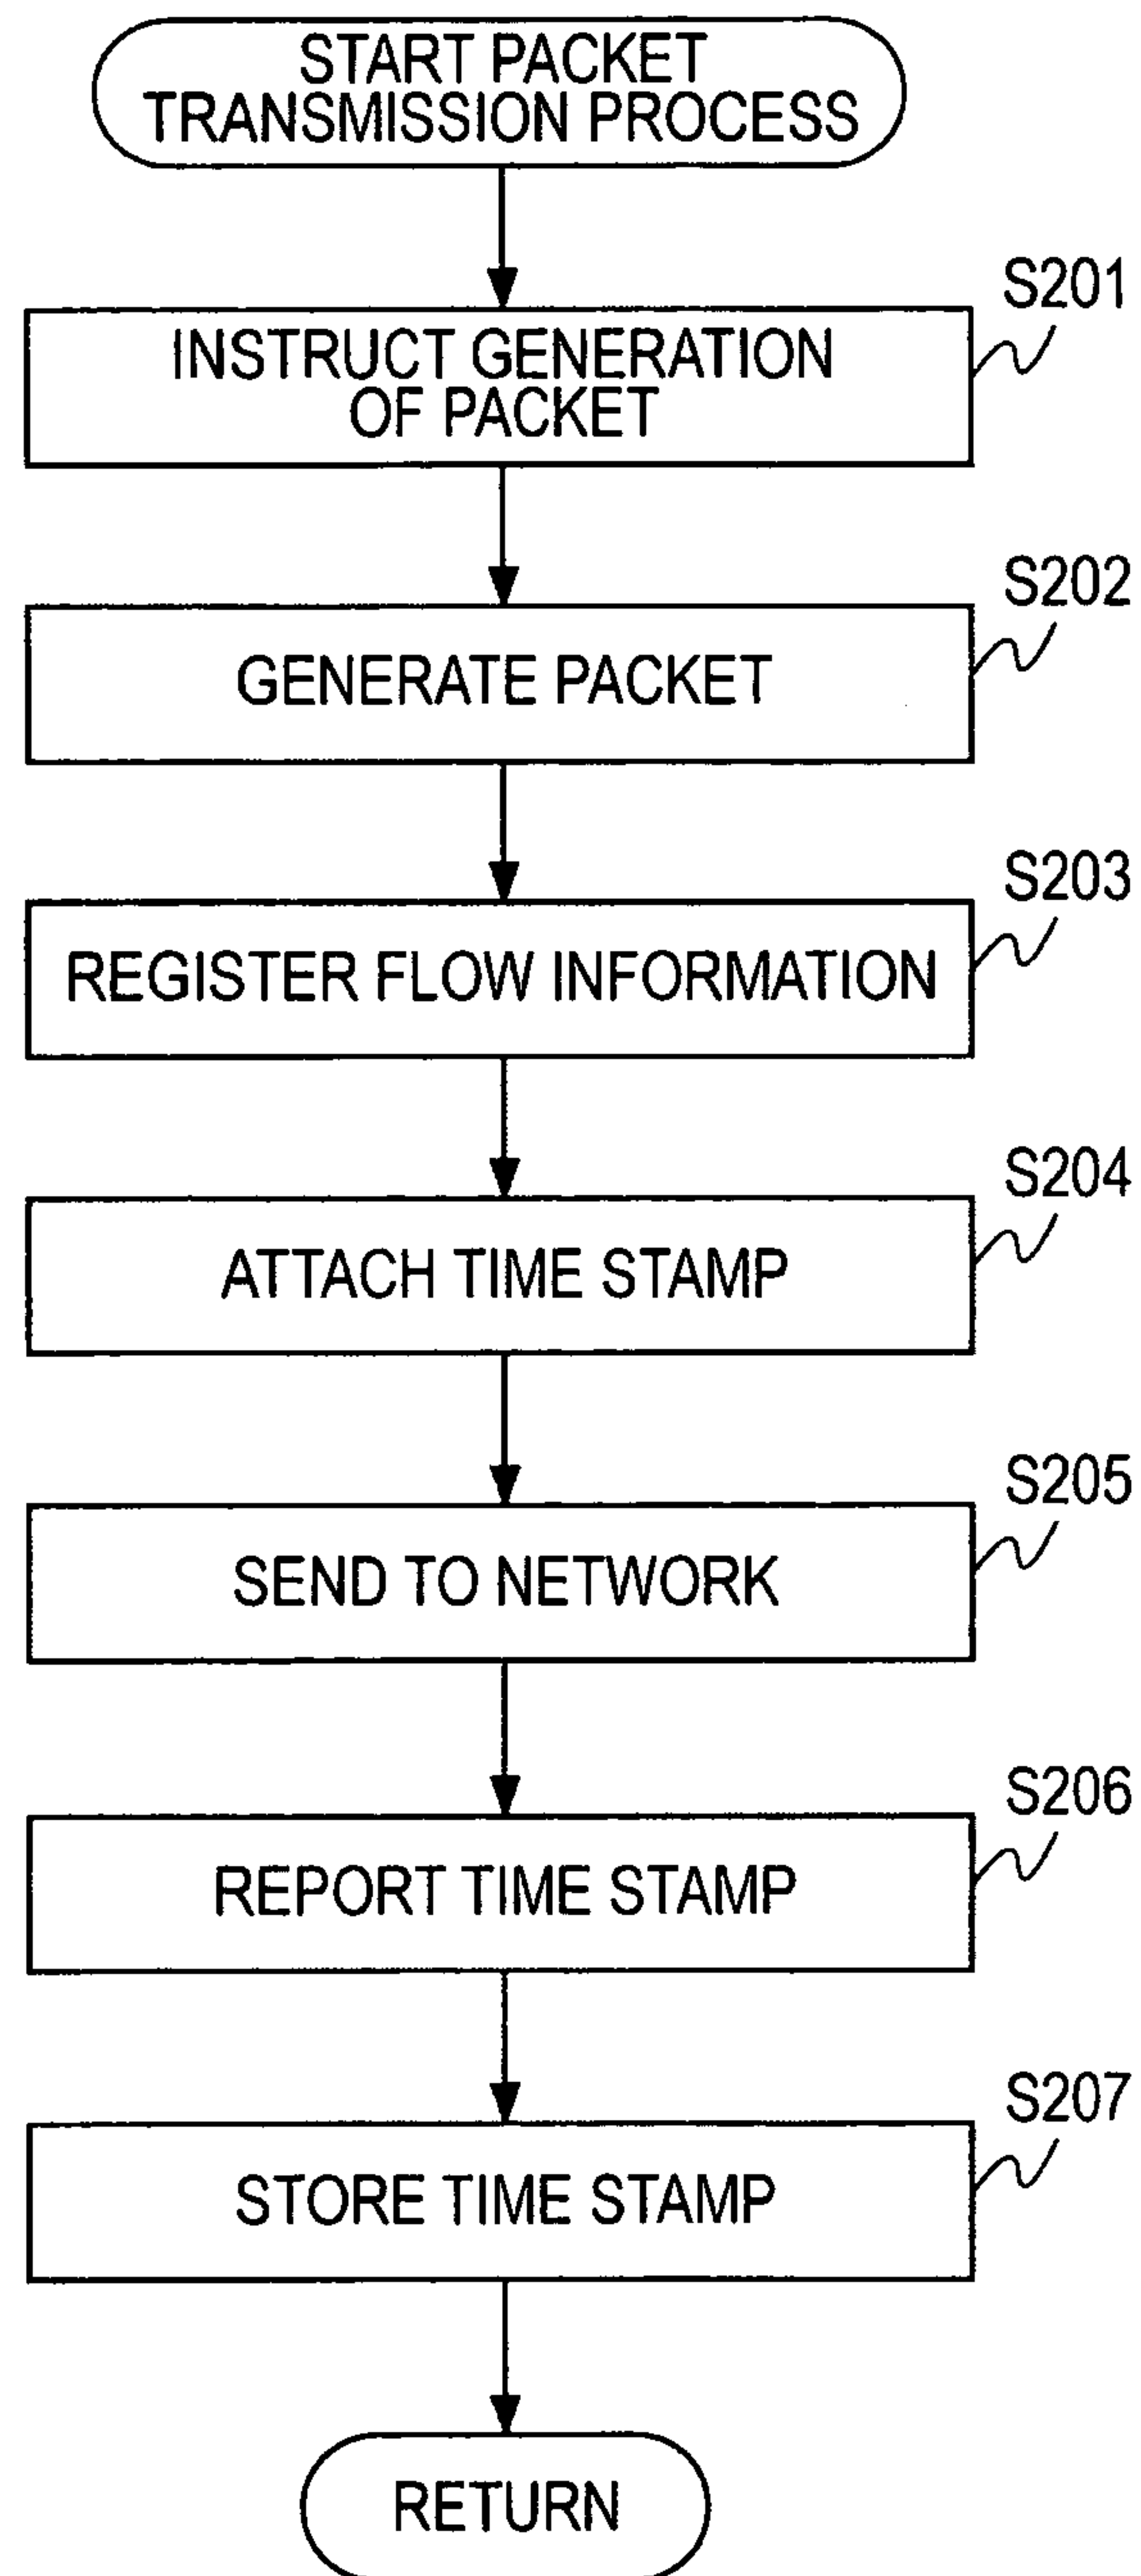 START PACKET
TRANSMISSION PROCESS
S201
INSTRUCT GENERATION
OF PACKET
S202
GENERATE PACKET
S203
REGISTER FLOW INFORMATION
S204
ATTACH TIME STAMP
S205
SEND TO NETWORK
S206
REPORT TIME STAMP
S207
STORE TIME STAMP
RETURN